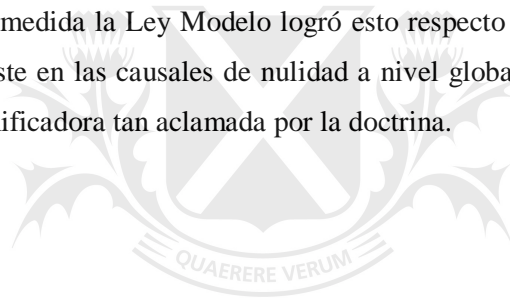 medida la Ley Modelo logró esto respecto
ste en las causales de nulidad a nivel globa
nificadora tan aclamada por la doctrina.
QUAERERE VERUM